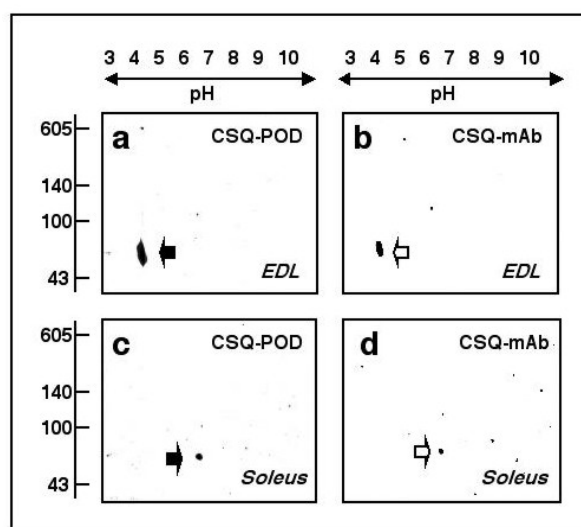 3 4 5 6 7 8 9 10
3 4 5 6 7 8 9 10
pH
pH
605
140
100
43
a
CSQ-POD
EDL
b
CSQ-mAb
EDL
605
140
100
43
c
CSQ-POD
Soleus
d
CSQ-mAb
Soleus